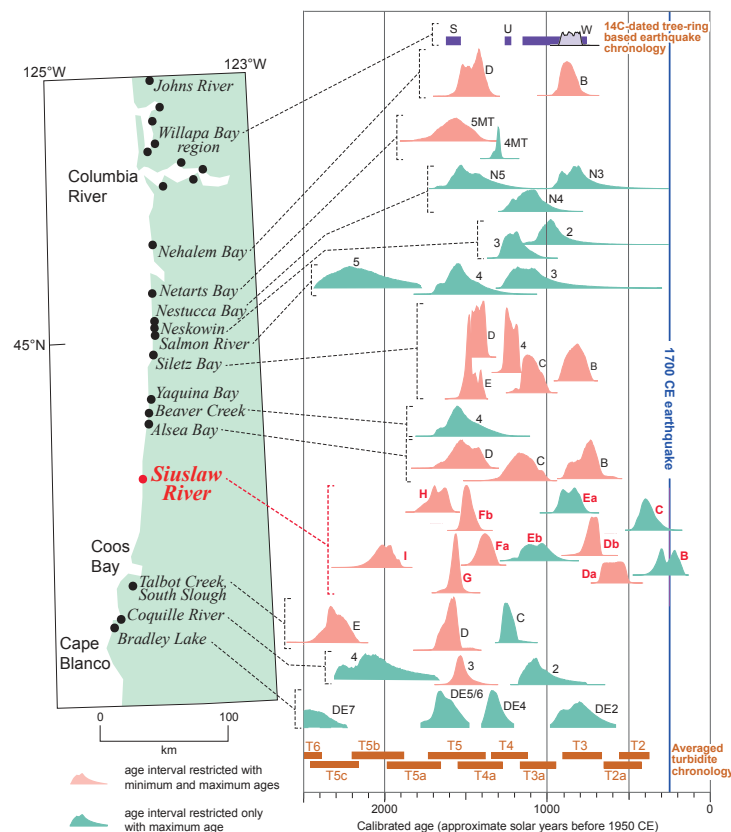 14C-dated tree-ring
based earthquake
chronology
S
U
W
125°W
123°W
Johns River
Willapa Bay
region
Columbia
River
Nehalem Bay
Netarts Bay
Nestucca Bay
Neskowin
Salmon River
45°N
Siletz Bay
Yaquina Bay
Beaver Creek
Alsea Bay
Siuslaw
River
Coos
Bay
Talbot Creek,
South Slough
Coquille River
Cape
Blanco
Bradley Lake
0
100
km
age interval restricted with
minimum and maximum ages
age interval restricted only
with maximum age
D
B
5MT
4MT
N5
N3
N4
2
3
5
4
3
D
4
C
B
E
4
D
C
B
H
Fb
Ea
C
I
Fa
Eb
Db
G
Da
B
E
D
C
4
3
2
DE7
DE5/6
DE4
DE2
1700 CE earthquake
T6
T5b
T5
T4
T3
T2
T5c
T5a
T4a
T3a
T2a
Averaged
turbidite
chronology
2000
1000
0
Calibrated age (approximate solar years before 1950 CE)